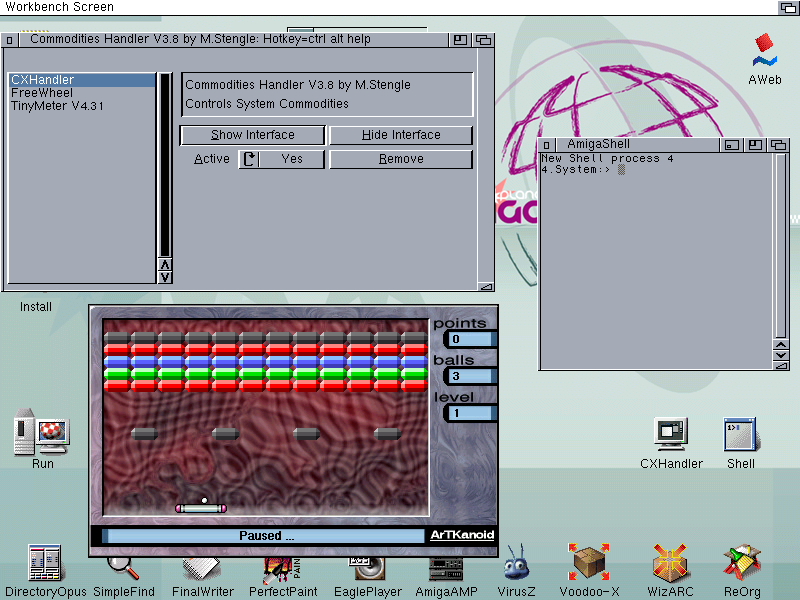 Workbench Screen
Commodities Handler V3.8 by M.Stengle: Hotkey=ctrl alt help
CXHandler
FreeWheel
TinyMeter V4.31
Commodities Handler V3.8 by M.Stengle
Controls System Commodities
Show Interface
Hide Interface
Active
Yes
Remove
AWeb
AmigaShell
New Shell process 4
4.System:>
Install
points
0
balls
3
level
1
Paused ...
ArTKanoid
Run
CXHandler
1>
Shell
DirectoryOpus
SimpleFind
FinalWriter
PAIN
PerfectPaint
EaglePlayer
AmigaAMP
VirusZ
Voodoo-X
WizARC
ReOrg